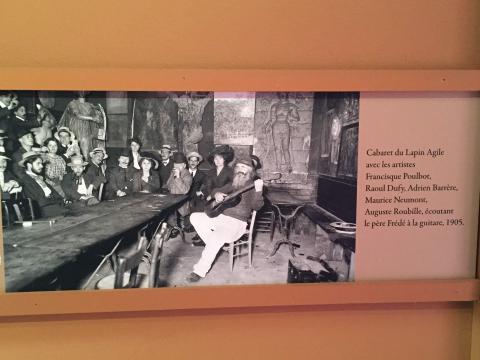 Cabaret du Lapin Agile
avec les artistes
Francisque Poulbot,
Raoul Dufy, Adrien Barrère,
Maurice Neumont,
Auguste Roubille, écoutant
le père Frédé à la guitare, 1905.